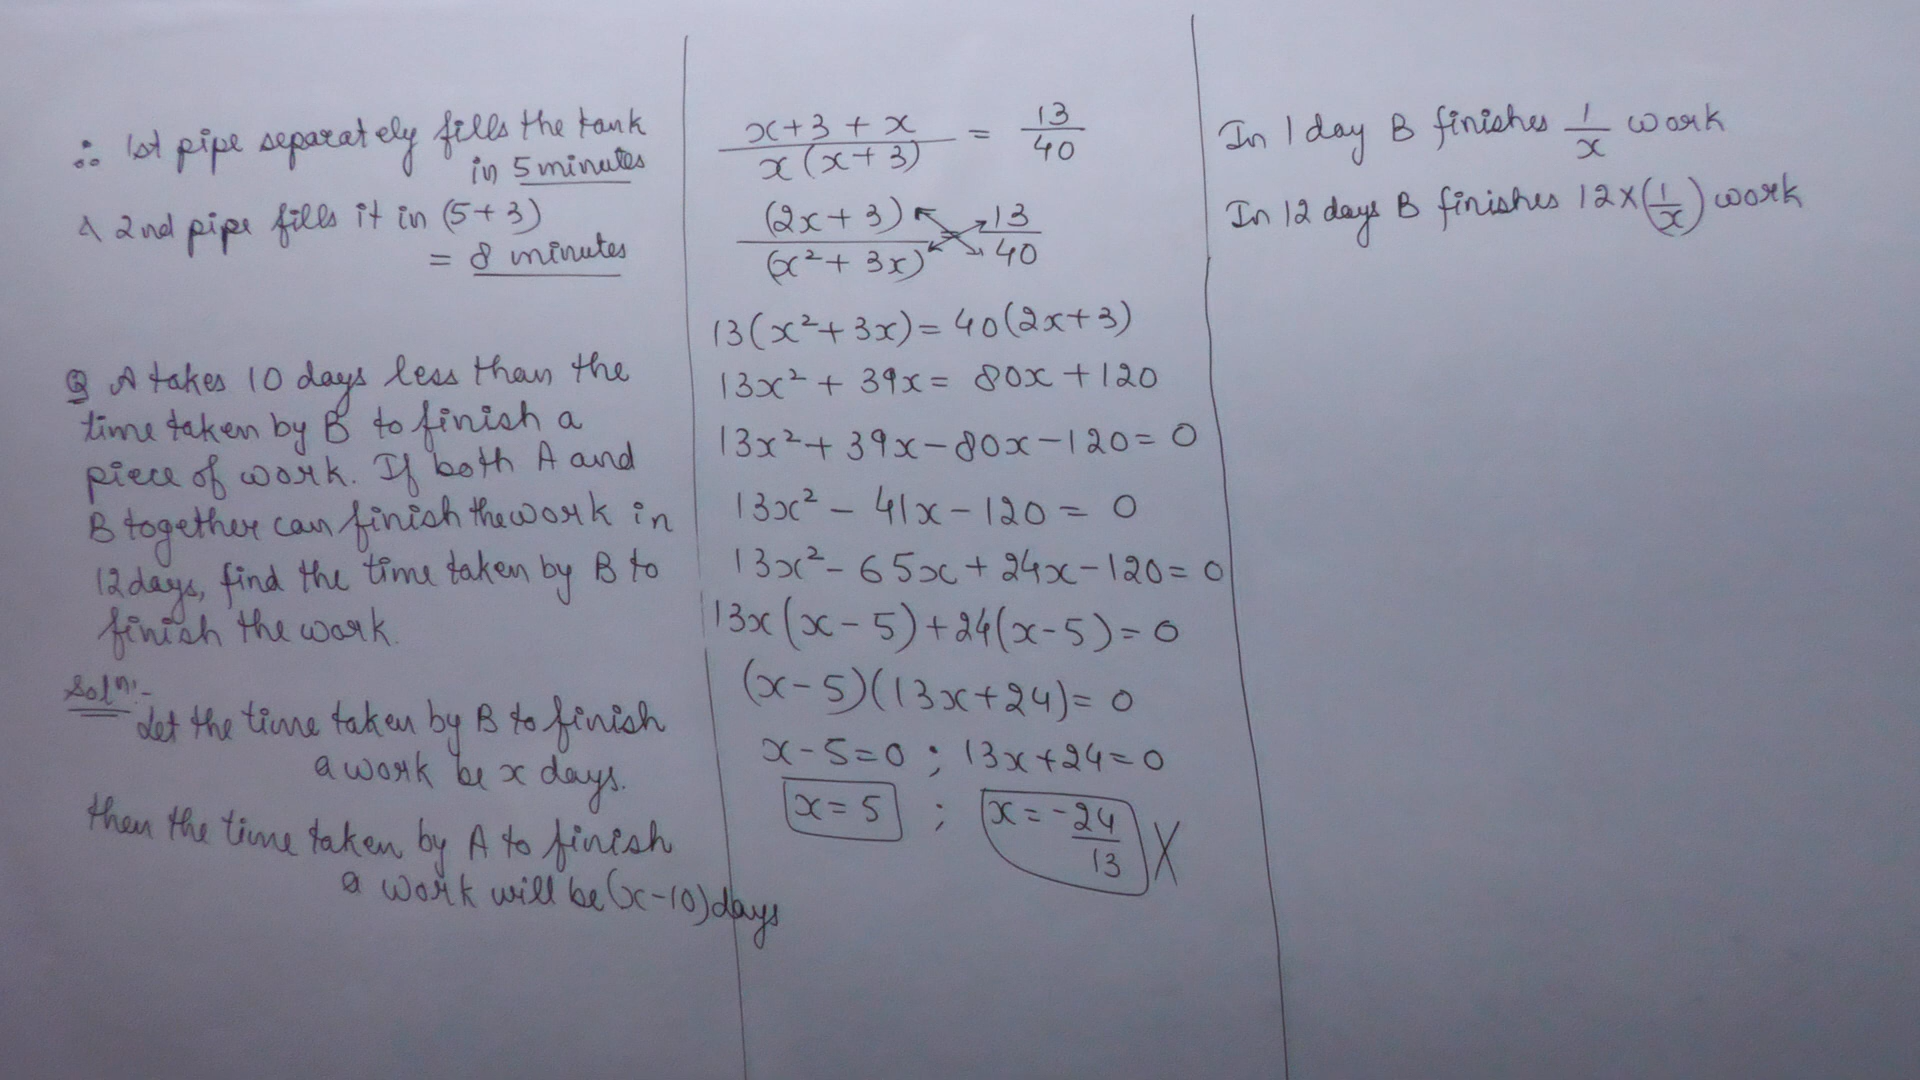 ∴ 1st pipe separately fills the tank
in 5 minutes
& 2nd pipe fills it in (5+3)
= 8 minutes
Q A takes 10 days less than the
time taken by B to finish a
piece of work. If both A and
B together can finish the work in
12 days, find the time taken by B to
finish the work.
Solⁿ:-
Let the time taken by B to finish
a work be x days.
then the time taken by A to finish
a work will be (x-10) days
(x+3+x)/(x(x+3)) = 13/40
(2x+3)/(x²+3x) = 13/40
13(x²+3x) = 40(2x+3)
13x² + 39x = 80x + 120
13x² + 39x - 80x - 120 = 0
13x² - 41x - 120 = 0
13x² - 65x + 24x - 120 = 0
13x(x-5)+24(x-5) = 0
(x-5)(13x+24) = 0
x-5=0 ; 13x+24=0
x=5 ; x=-24/13 X
In 1 day B finishes 1/x work
In 12 days B finishes 12×(1/x) work